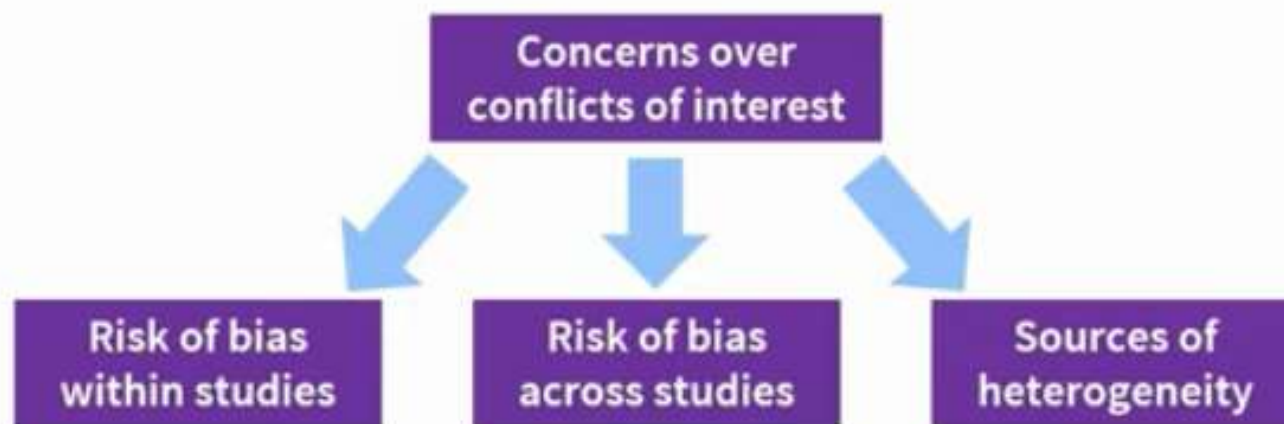 Concerns over
conflicts of interest
Risk of bias
within studies
Risk of bias
across studies
Sources of
heterogeneity